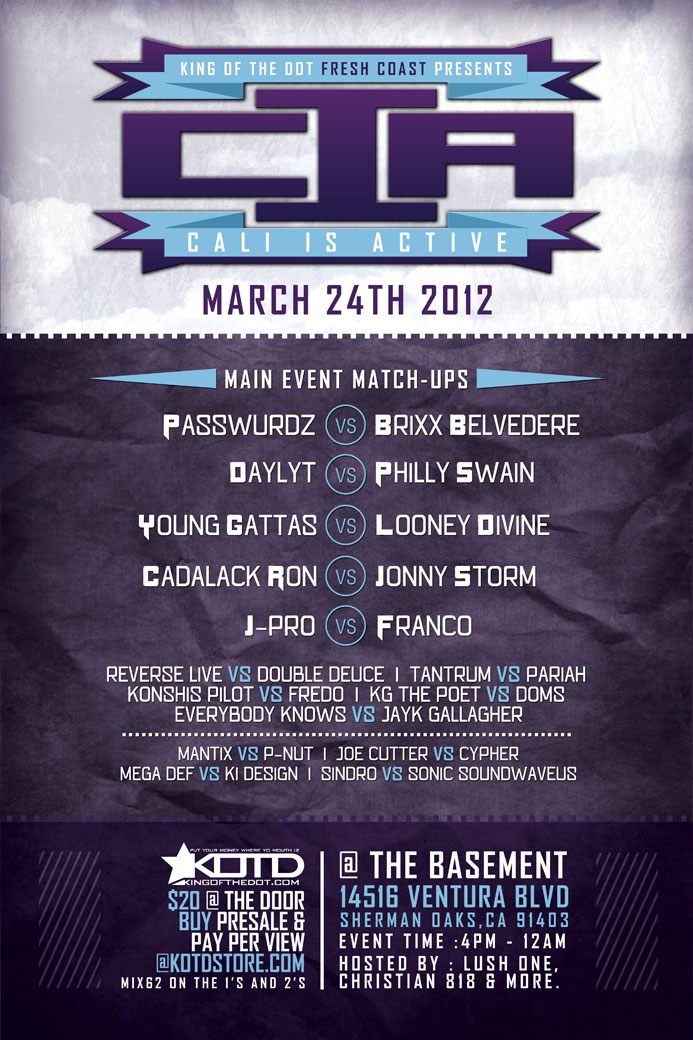 KING OF THE DOT FRESH COAST PRESENTS
CIA
CALI IS ACTIVE
MARCH 24TH 2012
MAIN EVENT MATCH-UPS
PASSWURDZ VS BRIXX BELVEDERE
DAYLYT VS PHILLY SWAIN
YOUNG GATTAS VS LOONEY DIVINE
CADALACK RON VS JONNY STORM
J-PRO VS FRANCO
REVERSE LIVE VS DOUBLE DEUCE | TANTRUM VS PARIAH
KONSHIS PILOT VS FREDO | KG THE POET VS DOMS
EVERYBODY KNOWS VS JAYK GALLAGHER
MANTIX VS P-NUT | JOE CUTTER VS CYPHER
MEGA DEF VS KI DESIGN | SINDRO VS SONIC SOUNDWAVEUS
PUT YOUR MONEY WHERE YO MOUTH IZ
KOTD
KINGOFTHEDOT.COM
$20 @ THE DOOR
BUY PRESALE &
PAY PER VIEW
@KOTDSTORE.COM
MIX62 ON THE 1'S AND 2'S
@ THE BASEMENT
14516 VENTURA BLVD
SHERMAN OAKS,CA 91403
EVENT TIME :4PM - 12AM
HOSTED BY : LUSH ONE,
CHRISTIAN 818 & MORE.